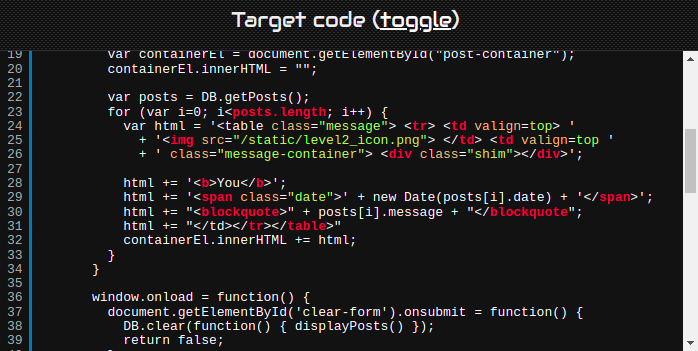 Target code (toggle)
19 var containerEl = document.getElementById("post-container");
20 containerEl.innerHTML = "";
21
22 var posts = DB.getPosts();
23 for (var i=0; i<posts.length; i++) {
24 var html = '<table class="message"> <tr> <td valign=top> '
25 + '<img src="/static/level2_icon.png"> </td> <td valign=top '
26 + ' class="message-container"> <div class="shim"></div>';
27
28 html += '<b>You</b>';
29 html += '<span class="date">' + new Date(posts[i].date) + '</span>';
30 html += "<blockquote>" + posts[i].message + "</blockquote";
31 html += "</td></tr></table>"
32 containerEl.innerHTML += html;
33 }
34 }
35
36 window.onload = function() {
37 document.getElementById('clear-form').onsubmit = function() {
38 DB.clear(function() { displayPosts() });
39 return false;